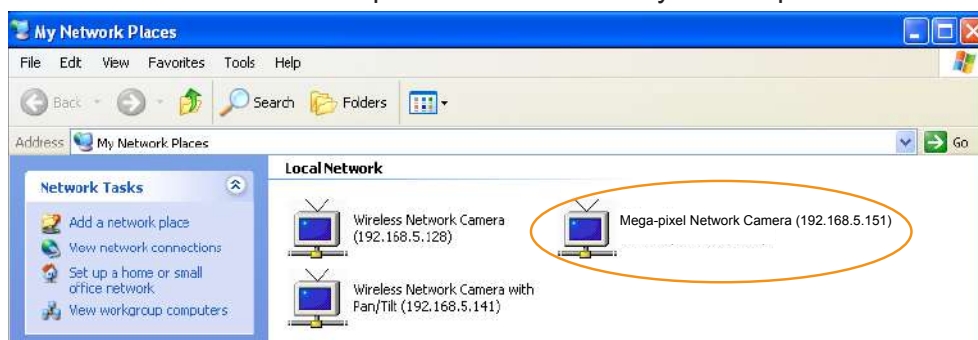 My Network Places
File Edit View Favorites Tools Help
Back Search Folders
Address My Network Places Go
Local Network
Network Tasks
Add a network place
View network connections
Set up a home or small
office network
View workgroup computers
Wireless Network Camera
(192.168.5.128)
Mega-pixel Network Camera (192.168.5.151)
Wireless Network Camera with
Pan/Tilt (192.168.5.141)